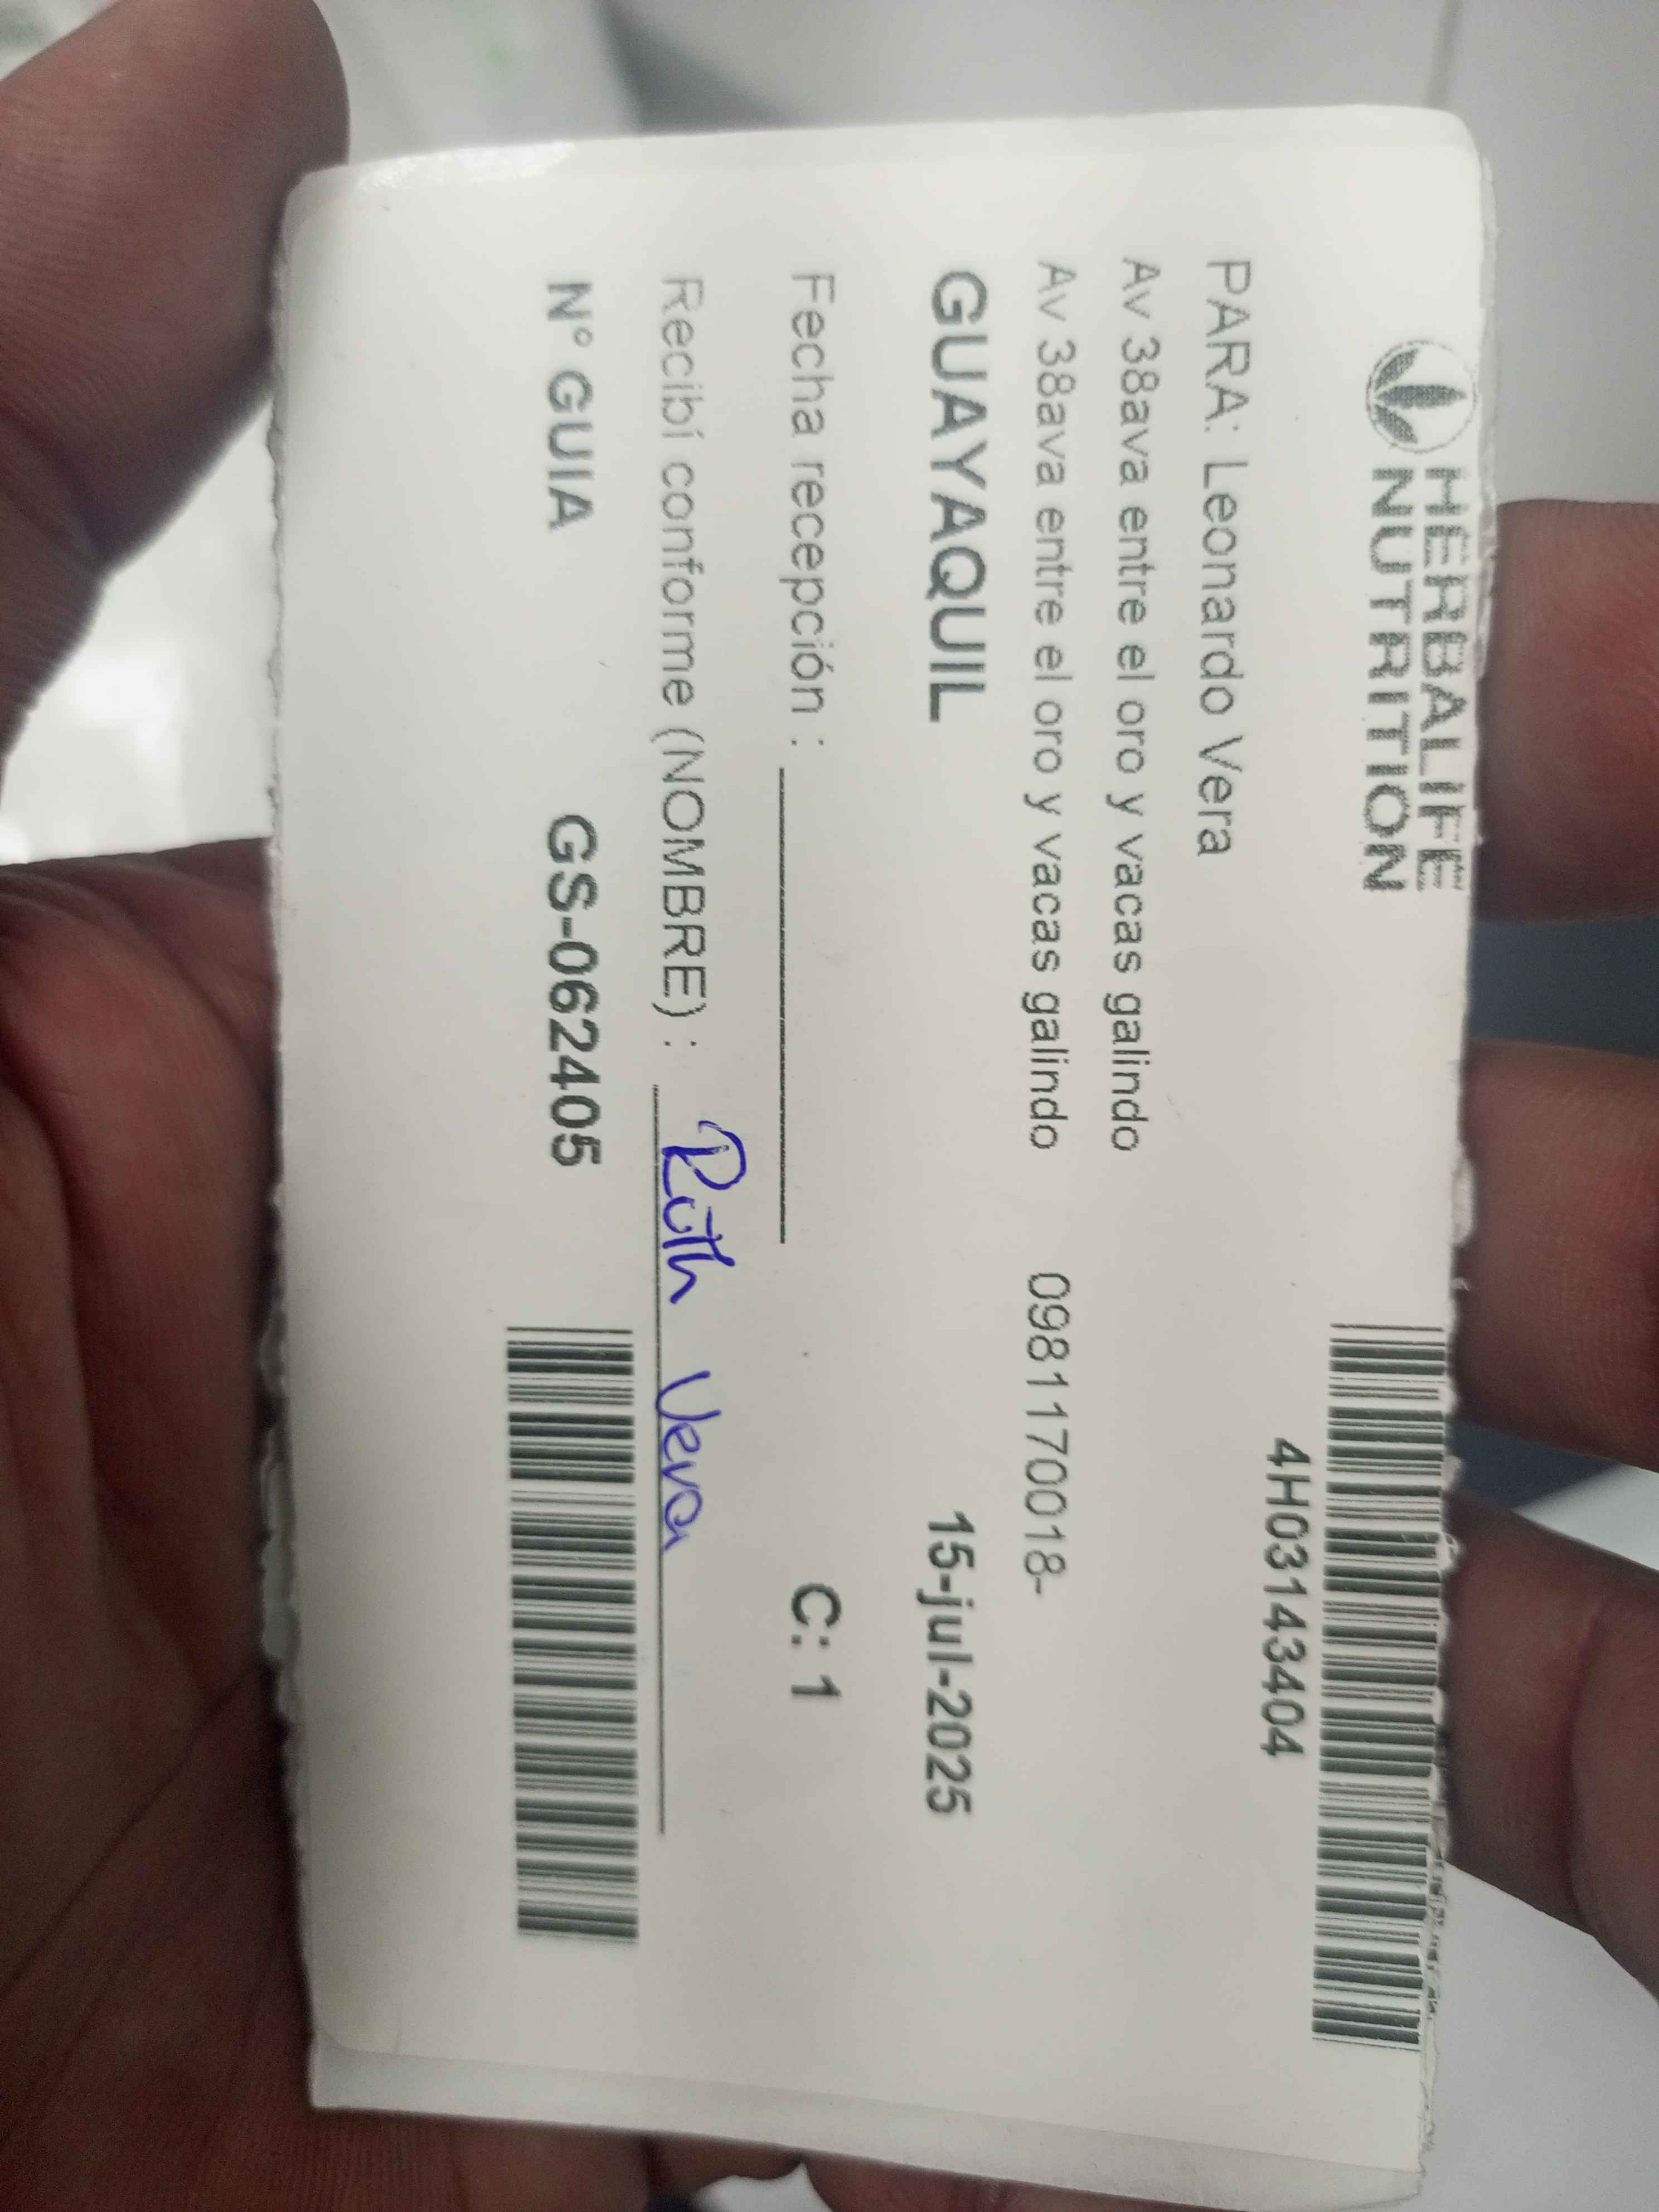 HERBALIFE
NUTRITION
4H03143404
PARA: Leonardo Vera
Av 38ava entre el oro y vacas galindo
Av 38ava entre el oro y vacas galindo 0981170018-
GUAYAQUIL 15-jul-2025
Fecha recepción : C: 1
Recibí conforme (NOMBRE) : Ruth Vera
N° GUIA GS-062405